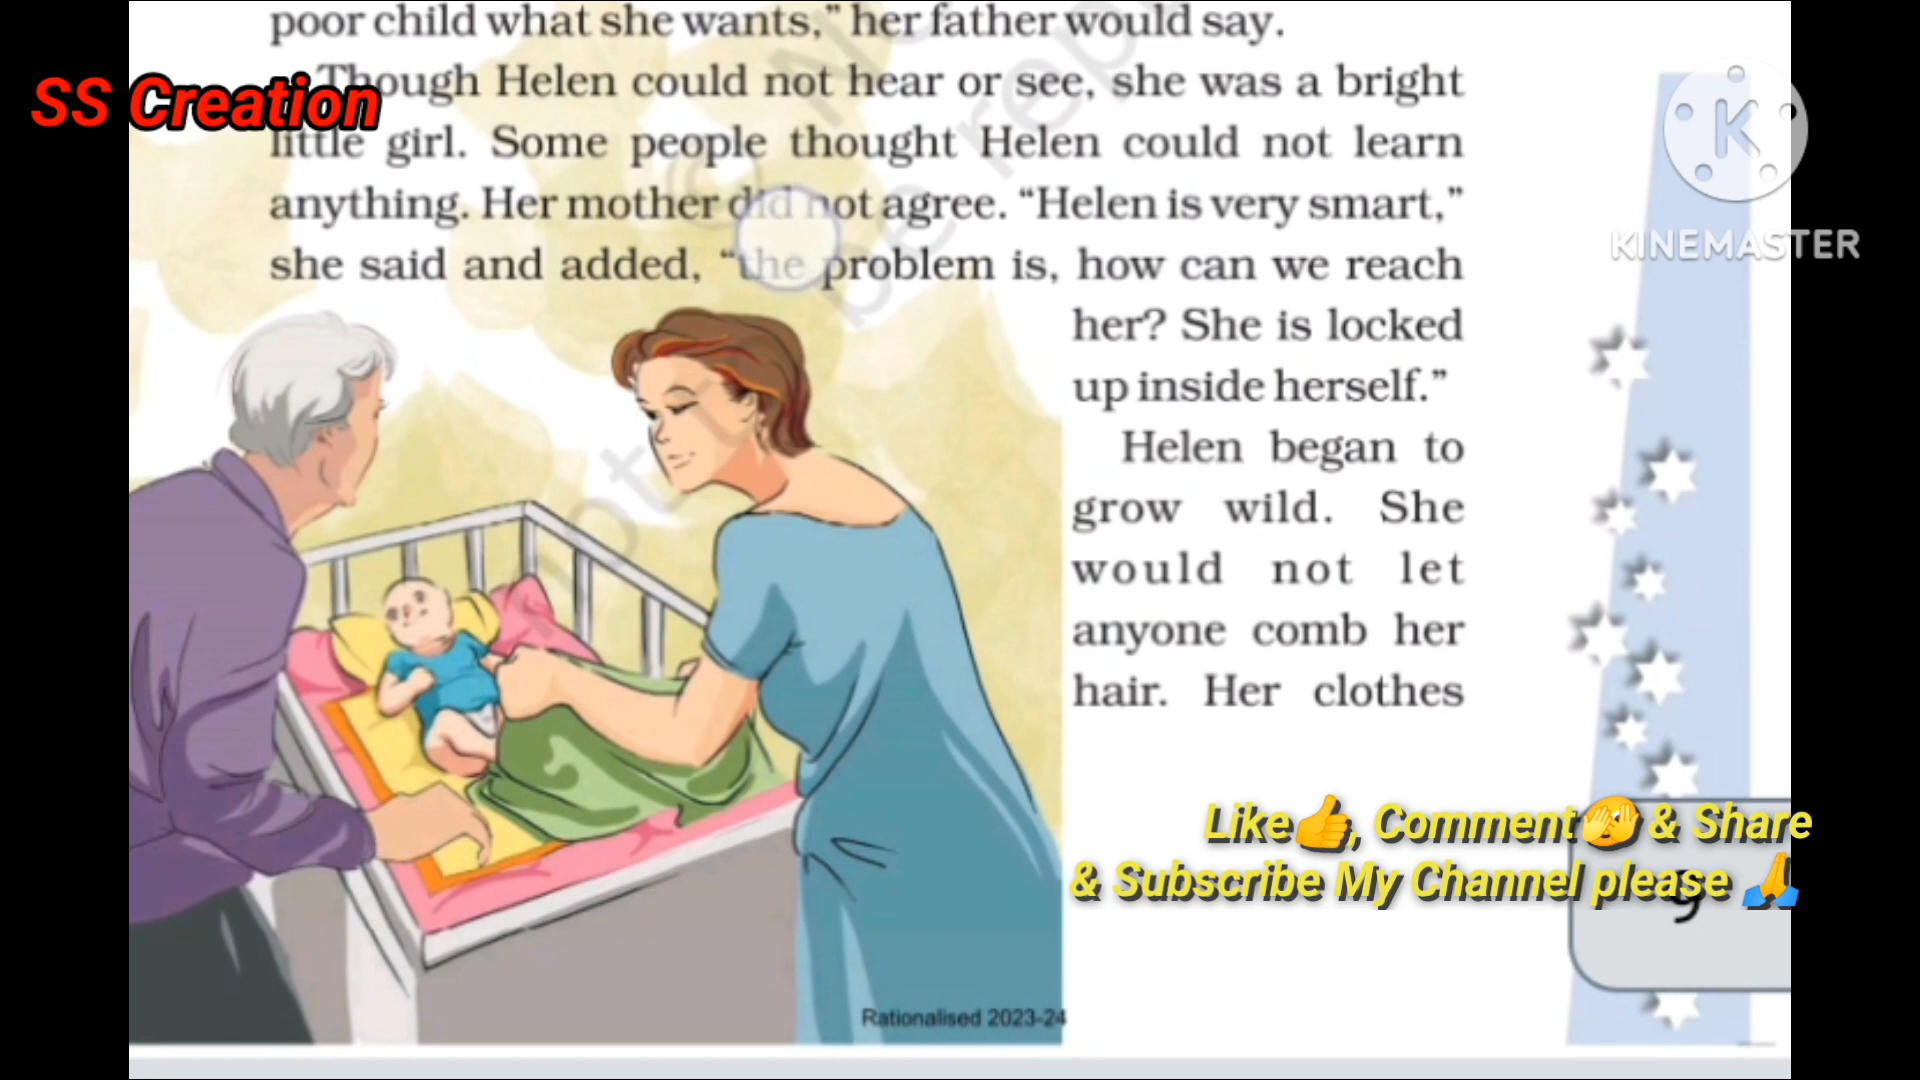 poor child what she wants,” her father would say.
Though Helen could not hear or see, she was a bright
little girl. Some people thought Helen could not learn
anything. Her mother did not agree. “Helen is very smart,”
she said and added, “the problem is, how can we reach
her? She is locked
up inside herself.”
Helen began to
grow wild. She
would not let
anyone comb her
hair. Her clothes
SS Creation
K
KINEMASTER
Like👍, Comment🫣 & Share
& Subscribe My Channel please 🙏
9
Rationalised 2023-24